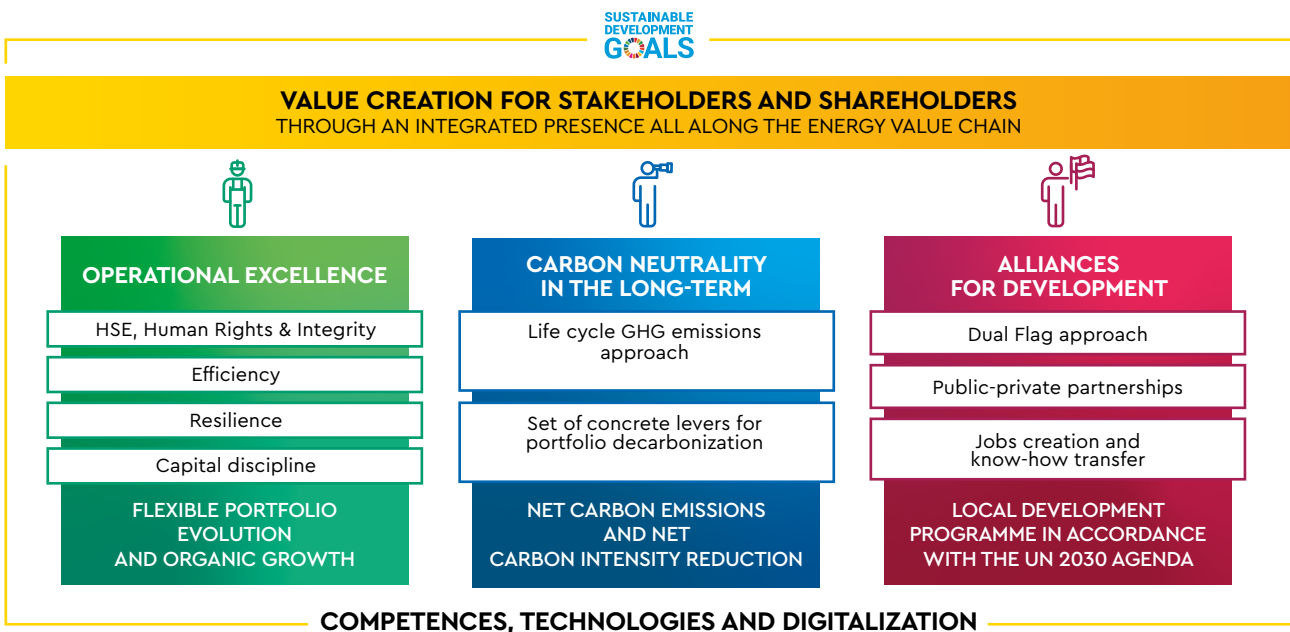 SUSTAINABLE
DEVELOPMENT
GOALS
VALUE CREATION FOR STAKEHOLDERS AND SHAREHOLDERS
THROUGH AN INTEGRATED PRESENCE ALL ALONG THE ENERGY VALUE CHAIN
OPERATIONAL EXCELLENCE
HSE, Human Rights & Integrity
Efficiency
Resilience
Capital discipline
FLEXIBLE PORTFOLIO
EVOLUTION
AND ORGANIC GROWTH
CARBON NEUTRALITY
IN THE LONG-TERM
Life cycle GHG emissions
approach
Set of concrete levers for
portfolio decarbonization
NET CARBON EMISSIONS
AND NET
CARBON INTENSITY REDUCTION
ALLIANCES
FOR DEVELOPMENT
Dual Flag approach
Public-private partnerships
Jobs creation and
know-how transfer
LOCAL DEVELOPMENT
PROGRAMME IN ACCORDANCE
WITH THE UN 2030 AGENDA
COMPETENCES, TECHNOLOGIES AND DIGITALIZATION